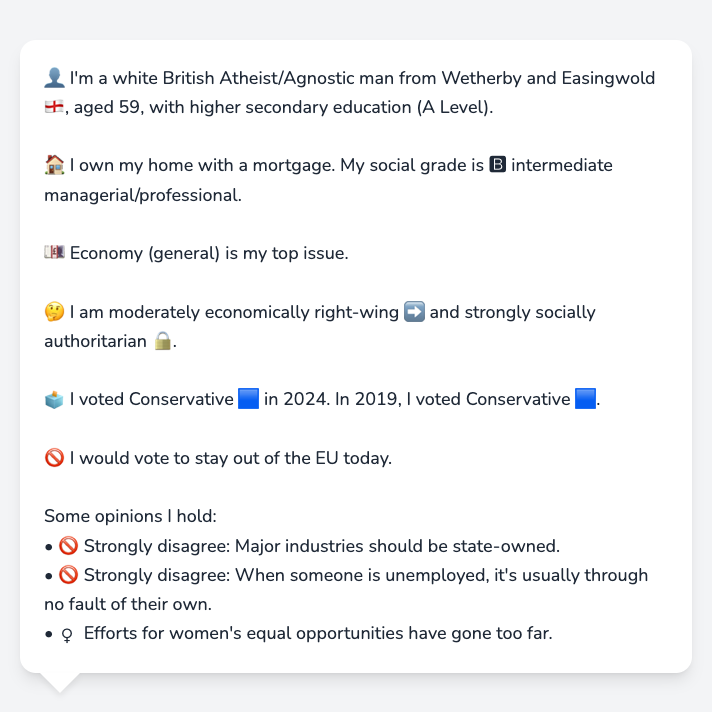 👤 I'm a white British Atheist/Agnostic man from Wetherby and Easingwold
🏴󠁧󠁢󠁥󠁮󠁧󠁿, aged 59, with higher secondary education (A Level).
🏠 I own my home with a mortgage. My social grade is 🅱 intermediate
managerial/professional.
💷 Economy (general) is my top issue.
🤔 I am moderately economically right-wing ➡️ and strongly socially
authoritarian 🔒.
🗳️ I voted Conservative 🟦 in 2024. In 2019, I voted Conservative 🟦.
🚫 I would vote to stay out of the EU today.
Some opinions I hold:
• 🚫 Strongly disagree: Major industries should be state-owned.
• 🚫 Strongly disagree: When someone is unemployed, it's usually through
no fault of their own.
• ♀ Efforts for women's equal opportunities have gone too far.